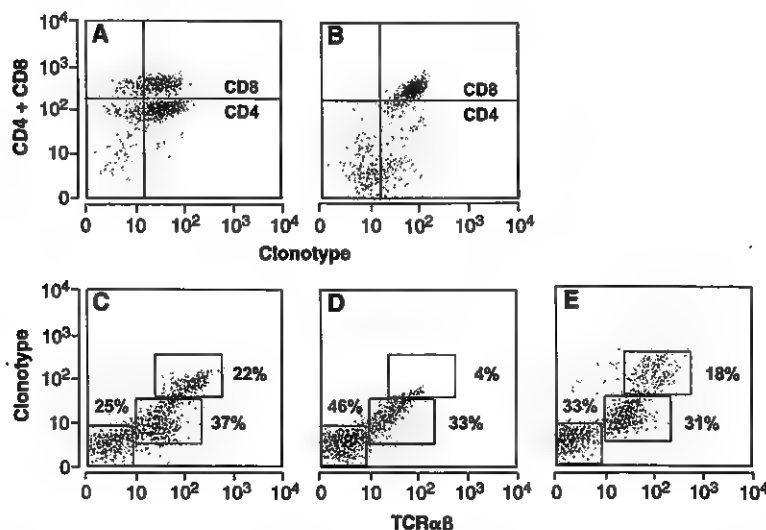 A
B
CD4 + CD8
10⁴
10³
10²
10
0
CD8
CD4
CD8
CD4
0 10 10² 10³ 10⁴
0 10 10² 10³ 10⁴
Clonotype
C
D
E
Clonotype
10⁴
10³
10²
10
0
22%
25%
37%
4%
46%
33%
18%
33%
31%
0 10 10² 10³ 10⁴
0 10 10² 10³ 10⁴
0 10 10² 10³ 10⁴
TCRαβ